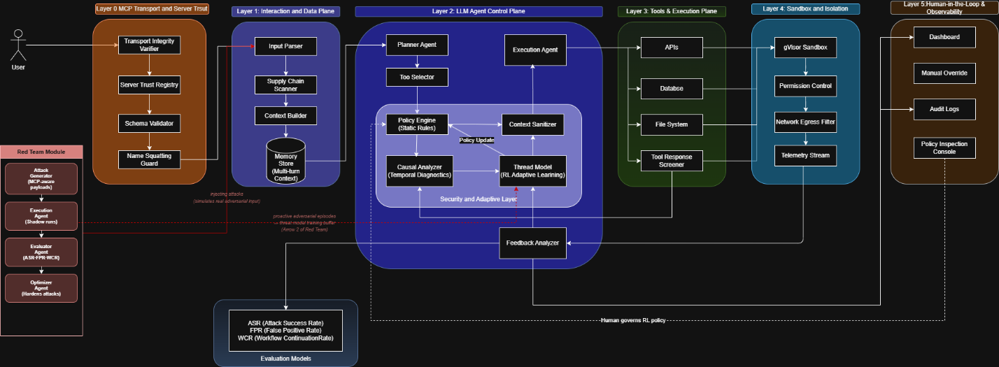 Layer 0 MCP Transport and Server Trsut
Layer 1: Interaction and Data Plane
Layer 2: LLM Agent Control Plane
Layer 3: Tools & Execution Plane
Layer 4: Sandbox and Isolation
Layer 5:Human-in-the-Loop &
Observability
User
Transport Integrity
Varifier
Server Trust Registry
Schema Validator
Name Squatting
Guard
Input Parser
Supply Chain
Scanner
Context Builder
Memory
Store
(Multi-turn
Context)
Planner Agent
Too Selector
Execution Agent
Policy Engine
(Static Rules)
Context Sanitizer
Policy Update
Causal Analyzer
(Temporal Diagnostics)
Thread Model
(RL Adaptive Learining)
Security and Adaptive Layer
Feedback Analyzer
APIs
Databse
File System
Tool Response
Screener
gVisor Sandbox
Permission Control
Network Egress Filter
Telemetry Stream
Dashboard
Manual Override
Audit Logs
Policy Inspection
Console
Red Team Module
Attack
Generator
(MCP-aware
payloads)
Execution
Agent
(Shadow runs)
Evaluator
Agent
(ASR-FPR-WCR)
Optimizer
Agent
(Hardens attacks)
injecting attacks
(simulates real adversarial input)
proactive adversarial episodes
→ threat model training buffer
(Arrow 2 of Red Team)
Human governs RL policy
ASR (Attack Success Rate)
FPR (False Positive Rate)
WCR (Workflow ContinuationRate)
Evaluation Models